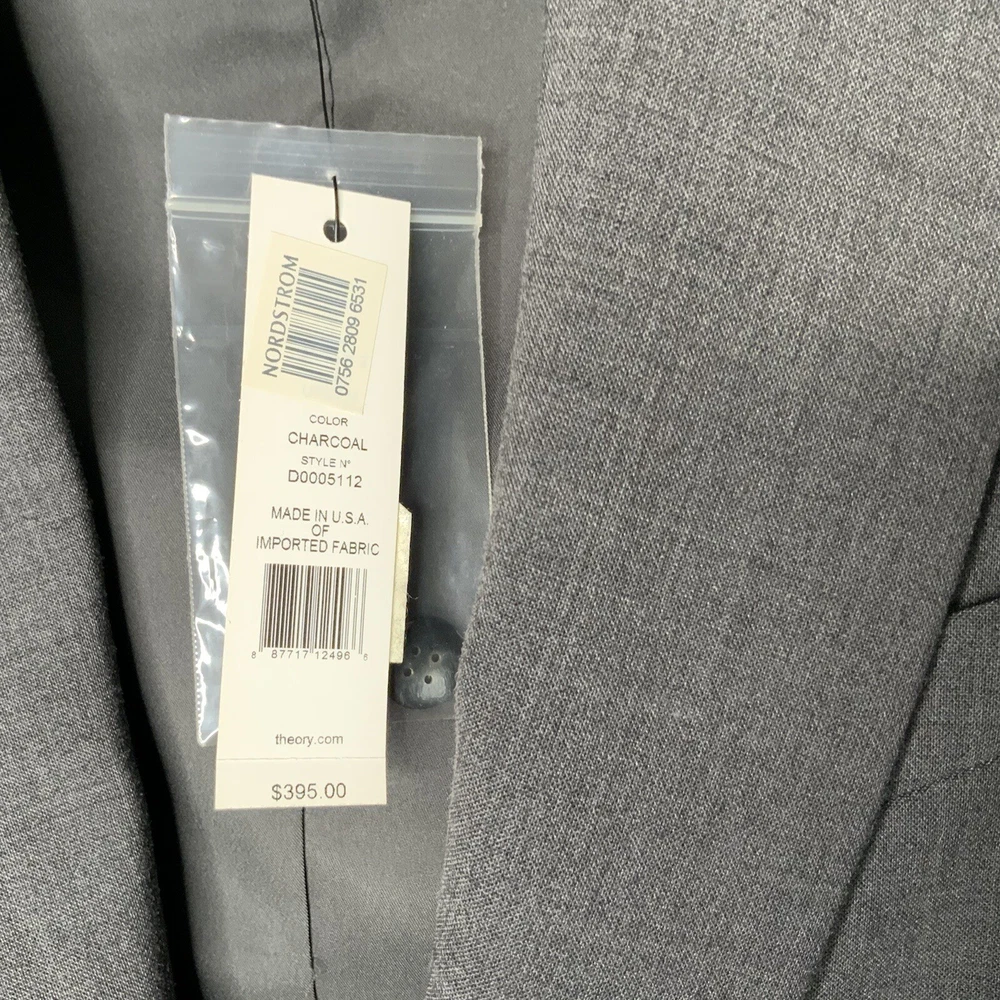 NORDSTROM
0756 2809 6531
COLOR
CHARCOAL
STYLE N°
D0005112
MADE IN U.S.A.
OF
IMPORTED FABRIC
8 87717 12496 6
theory.com
$395.00